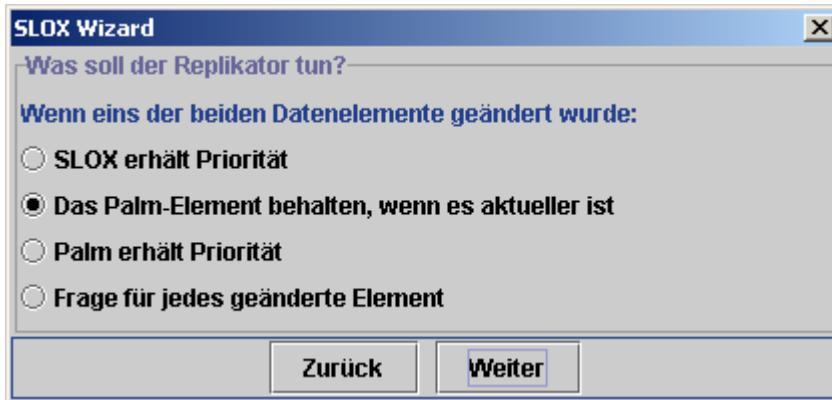 SLOX Wizard
Was soll der Replikator tun?
Wenn eins der beiden Datenelemente geändert wurde:
SLOX erhält Priorität
Das Palm-Element behalten, wenn es aktueller ist
Palm erhält Priorität
Frage für jedes geänderte Element
Zurück Weiter